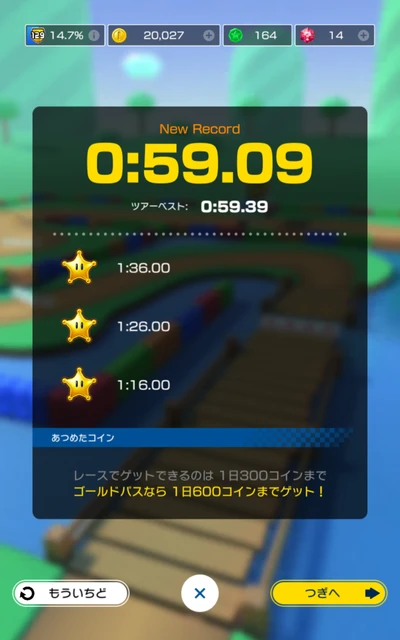 129 14.7% 20,027 164 14
New Record
0:59.09
ツアーベスト: 0:59.39
1:36.00
1:26.00
1:16.00
あつめたコイン
レースでゲットできるのは 1日300コインまで
ゴールドパスなら 1日600コインまでゲット！
もういちど × つぎへ